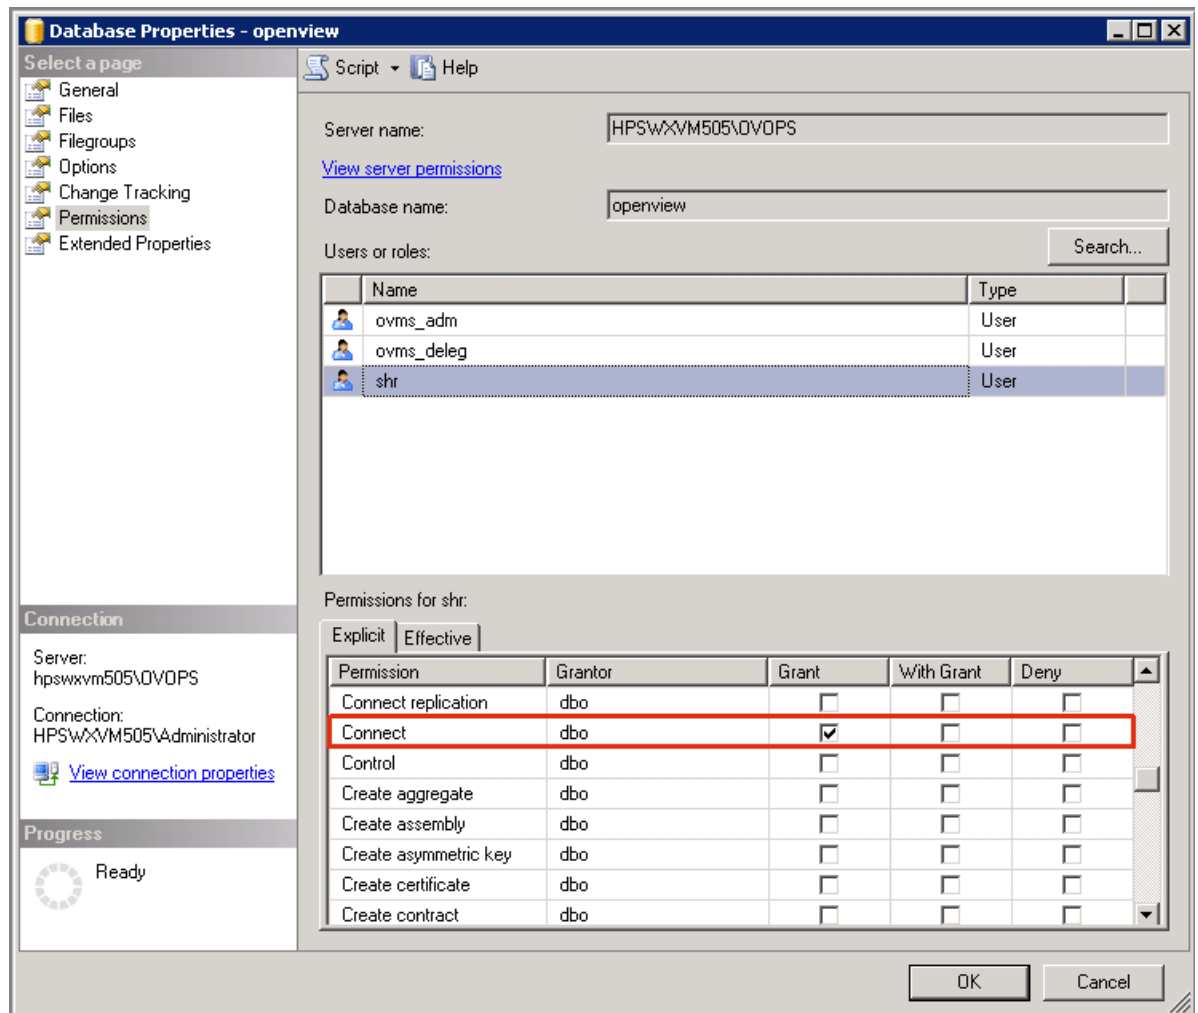 Database Properties - openview
Select a page
General
Files
Filegroups
Options
Change Tracking
Permissions
Extended Properties
Script Help
Server name: HPSWXVM505\OVOPS
View server permissions
Database name: openview
Users or roles: Search...
Name Type
ovms_adm User
ovms_deleg User
shr User
Permissions for shr:
Explicit Effective
Permission Grantor Grant With Grant Deny
Connect replication dbo
Connect dbo
Control dbo
Create aggregate dbo
Create assembly dbo
Create asymmetric key dbo
Create certificate dbo
Create contract dbo
Connection
Server:
hpswxvm505\OVOPS
Connection:
HPSWXVM505\Administrator
View connection properties
Progress
Ready
OK Cancel